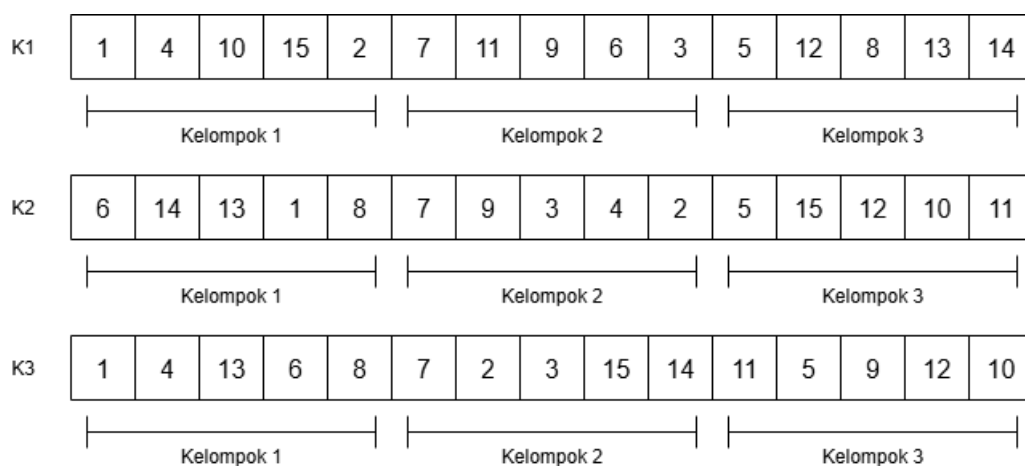 K1 1 4 10 15 2 7 11 9 6 3 5 12 8 13 14
Kelompok 1 Kelompok 2 Kelompok 3
K2 6 14 13 1 8 7 9 3 4 2 5 15 12 10 11
Kelompok 1 Kelompok 2 Kelompok 3
K3 1 4 13 6 8 7 2 3 15 14 11 5 9 12 10
Kelompok 1 Kelompok 2 Kelompok 3